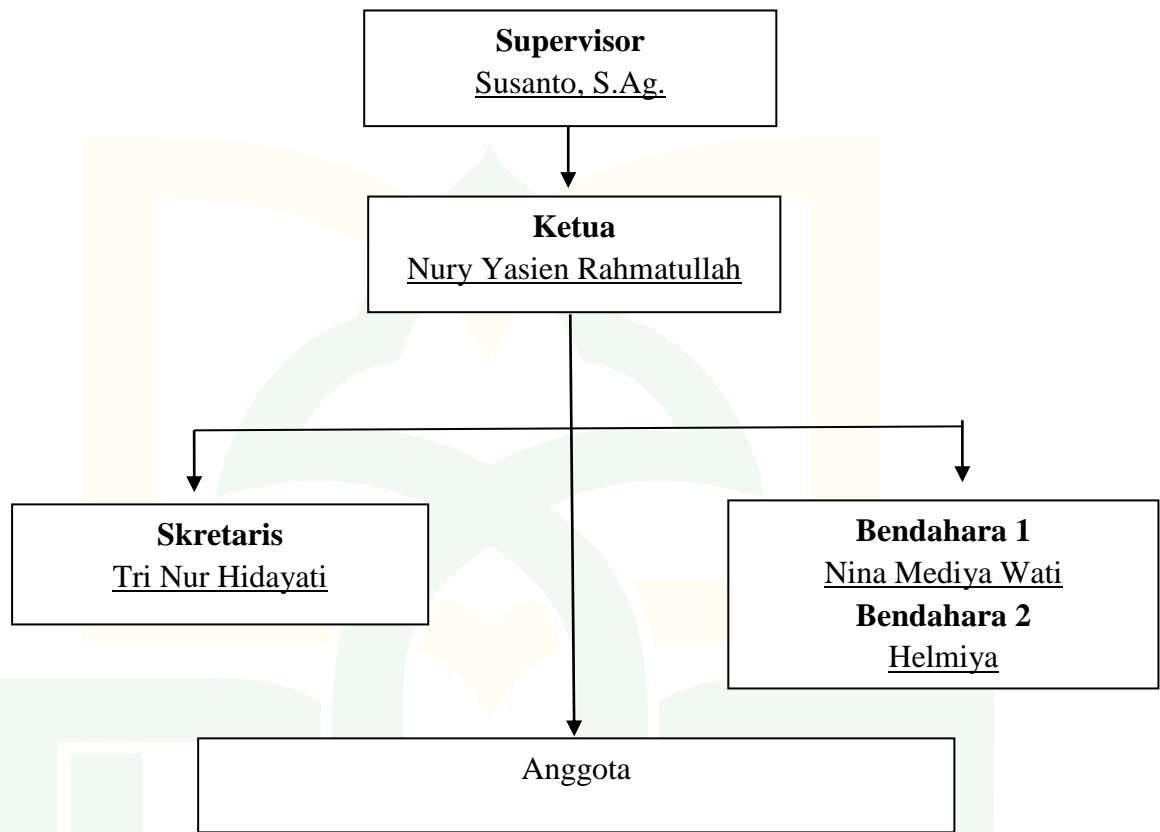 Supervisor
Susanto, S.Ag.
Ketua
Nury Yasien Rahmatullah
Skretaris
Tri Nur Hidayati
Bendahara 1
Nina Mediya Wati
Bendahara 2
Helmiya
Anggota